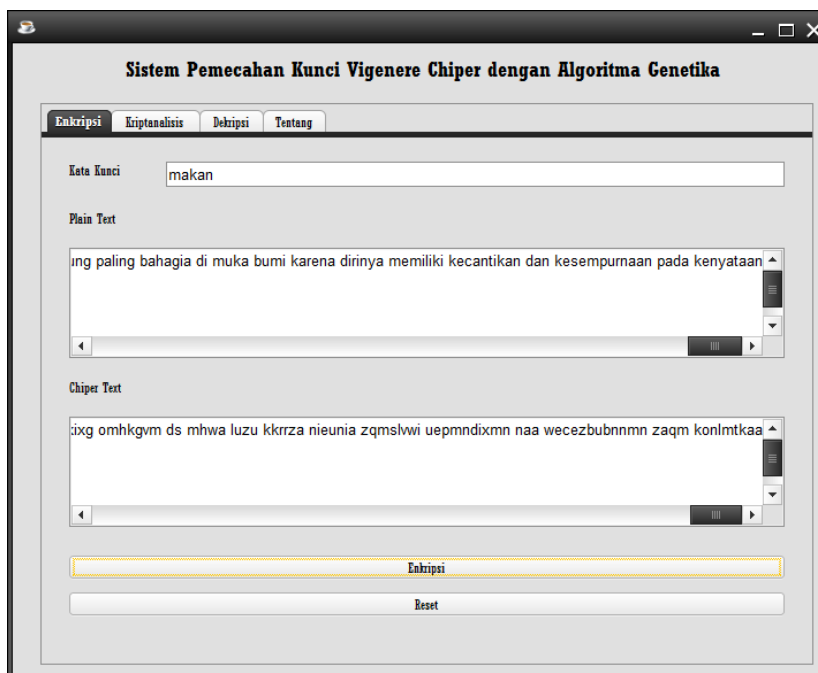 Sistem Pemecahan Kunci Vigenere Chiper dengan Algoritma Genetika
Enkripsi Kriptanalisis Dekripsi Tentang
Kata Kunci makan
Plain Text
paling bahagia di muka bumi karena dirinya memiliki kecantikan dan kesempurnaan pada kenyataan
Chiper Text
omhkgvm ds mhwa luzu kkrrza nieunia zqmslvwi uepmndixmn naa wecezbubnnmn zaqm konlmtkaa
Enkripsi
Reset